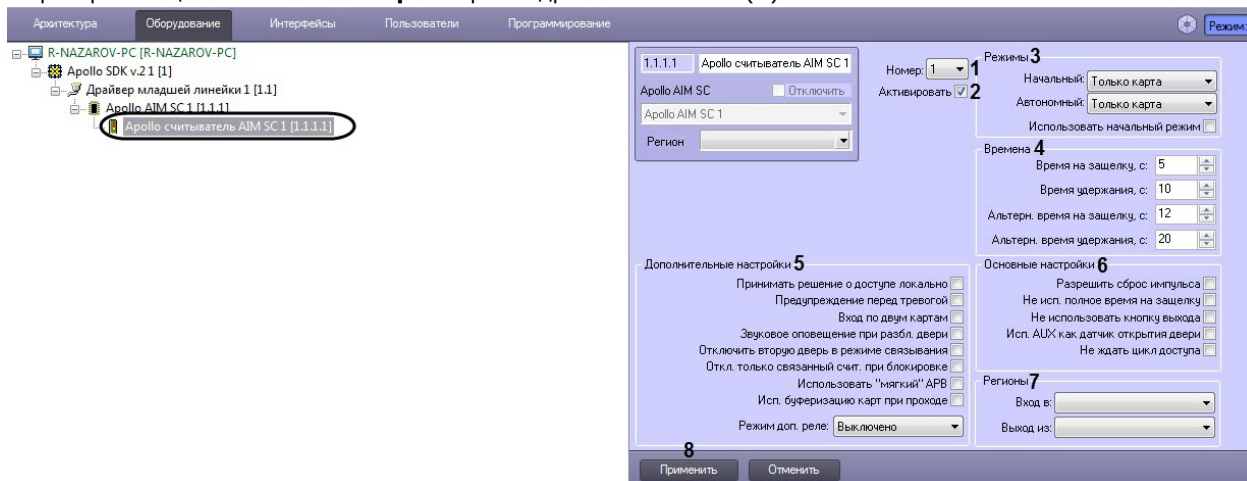 Архитектура Оборудование Интерфейсы Пользователи Программирование Режим:
R-NAZAROV-PC [R-NAZAROV-PC]
Apollo SDK v.2 1 [1]
Драйвер младшей линейки 1 [1.1]
Apollo AIM SC 1 [1.1.1]
Apollo считыватель AIM SC 1 [1.1.1.1]
1.1.1.1 Apollo считыватель AIM SC 1
Apollo AIM SC Отключить
Apollo AIM SC 1
Регион
Номер: 1 1
Активировать 2
Режимы 3
Начальный: Только карта
Автономный: Только карта
Использовать начальный режим
Времена 4
Время на защелку, с: 5
Время удержания, с: 10
Альтерн. время на защелку, с: 12
Альтерн. время удержания, с: 20
Дополнительные настройки 5
Принимать решение о доступе локально
Предупреждение перед тревогой
Вход по двум картам
Звуковое оповещение при разбл. двери
Отключить вторую дверь в режиме связывания
Откл. только связанный счит. при блокировке
Использовать "мягкий" APB
Исп. буферизацию карт при проходе
Режим доп. реле: Выключено
Основные настройки 6
Разрешить сброс импульса
Не исп. полное время на защелку
Не использовать кнопку выхода
Исп. AUX как датчик открытия двери
Не ждать цикл доступа
Регионы 7
Вход в:
Выход из:
8
Применить Отменить